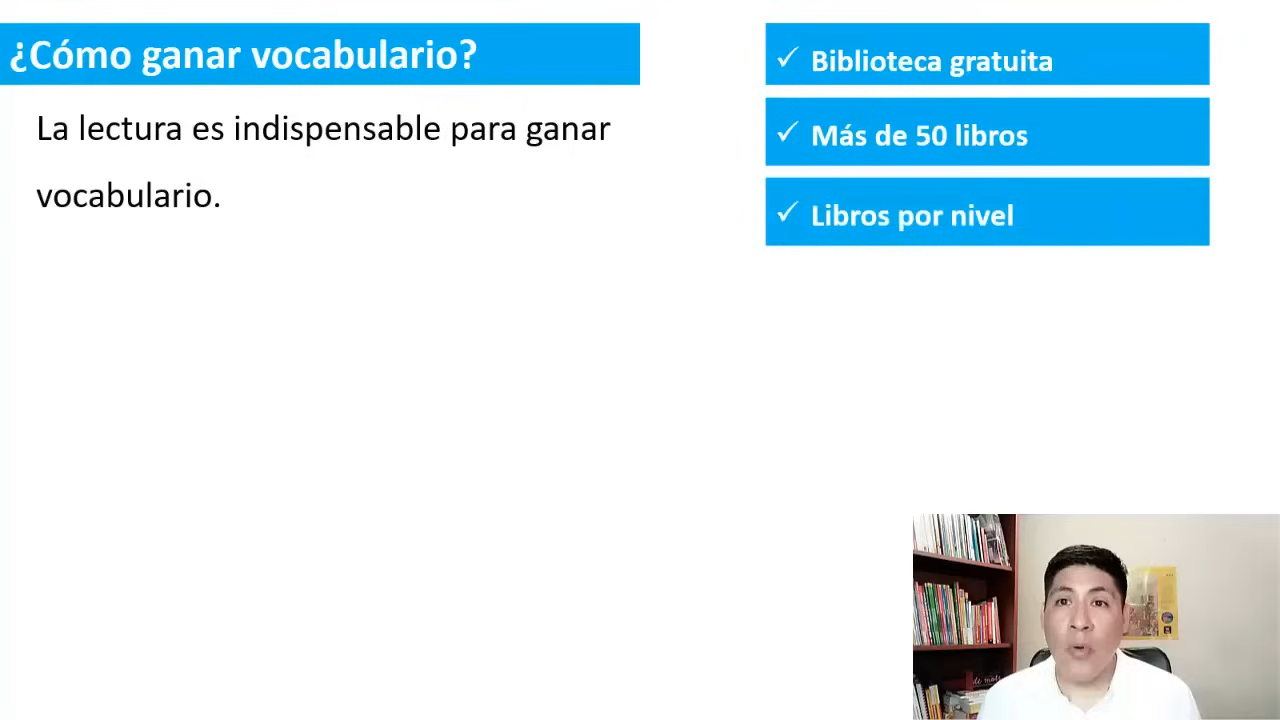 ¿Cómo ganar vocabulario?
La lectura es indispensable para ganar
vocabulario.
✓ Biblioteca gratuita
✓ Más de 50 libros
✓ Libros por nivel